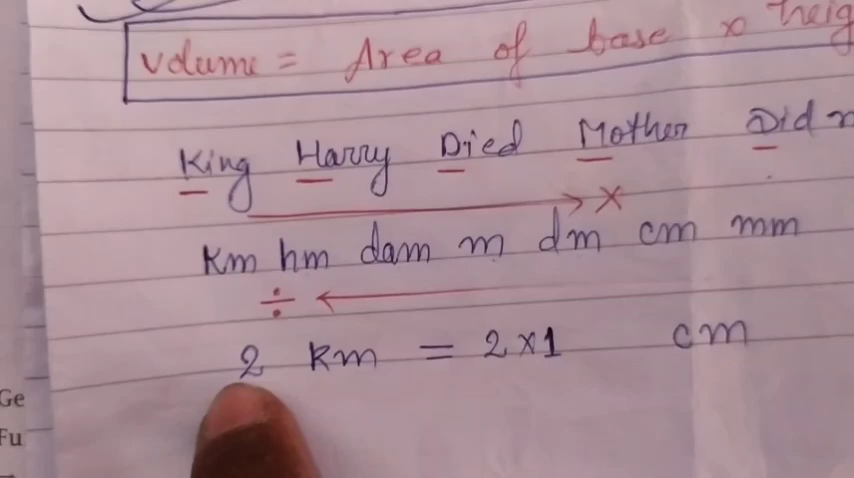 Volume = Area of base x heig
King Harry Died Mother Did n
→ ×
km hm dam m dm cm mm
÷ ←
2 km = 2×1 cm
Ge
Fu